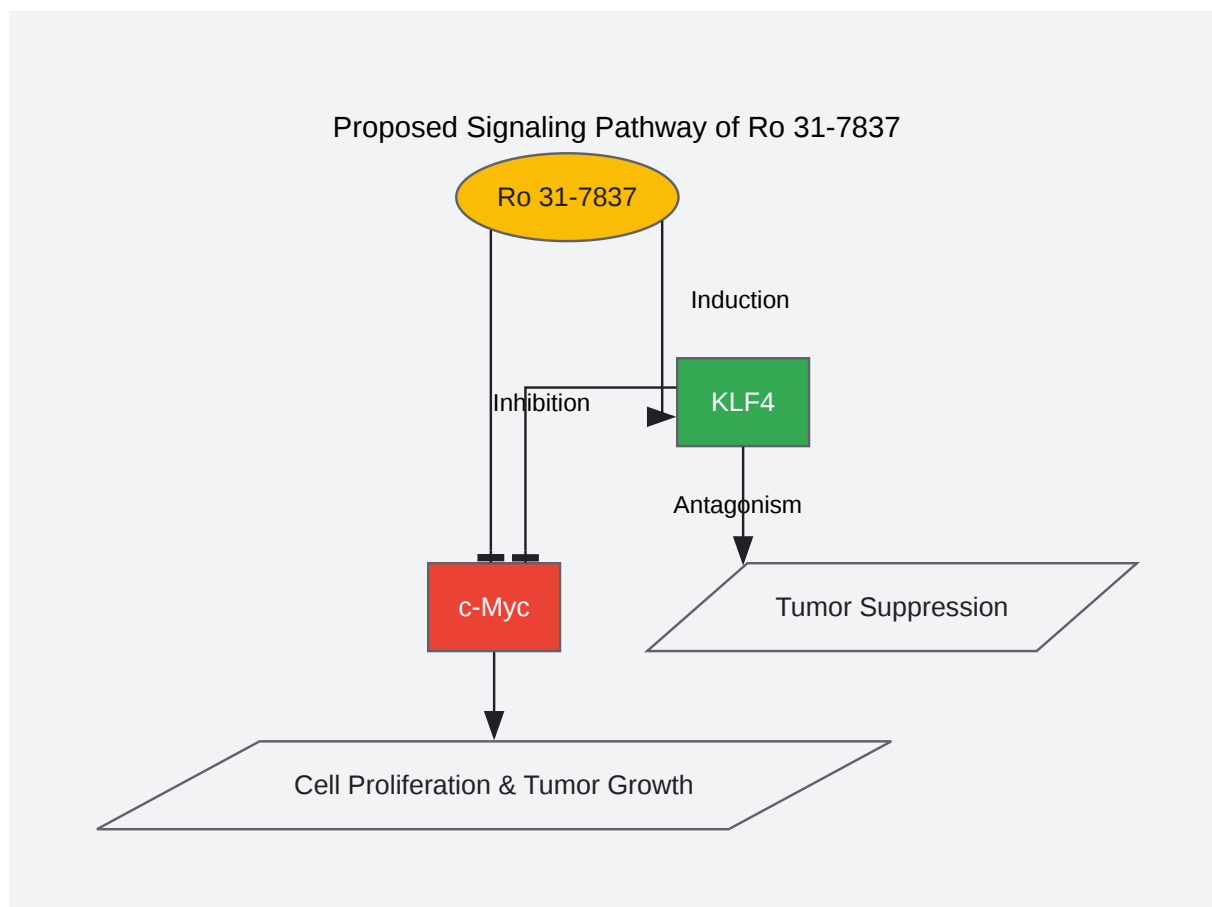 Proposed Signaling Pathway of Ro 31-7837
Ro 31-7837
Induction
Inhibition
KLF4
Antagonism
c-Myc
Tumor Suppression
Cell Proliferation & Tumor Growth